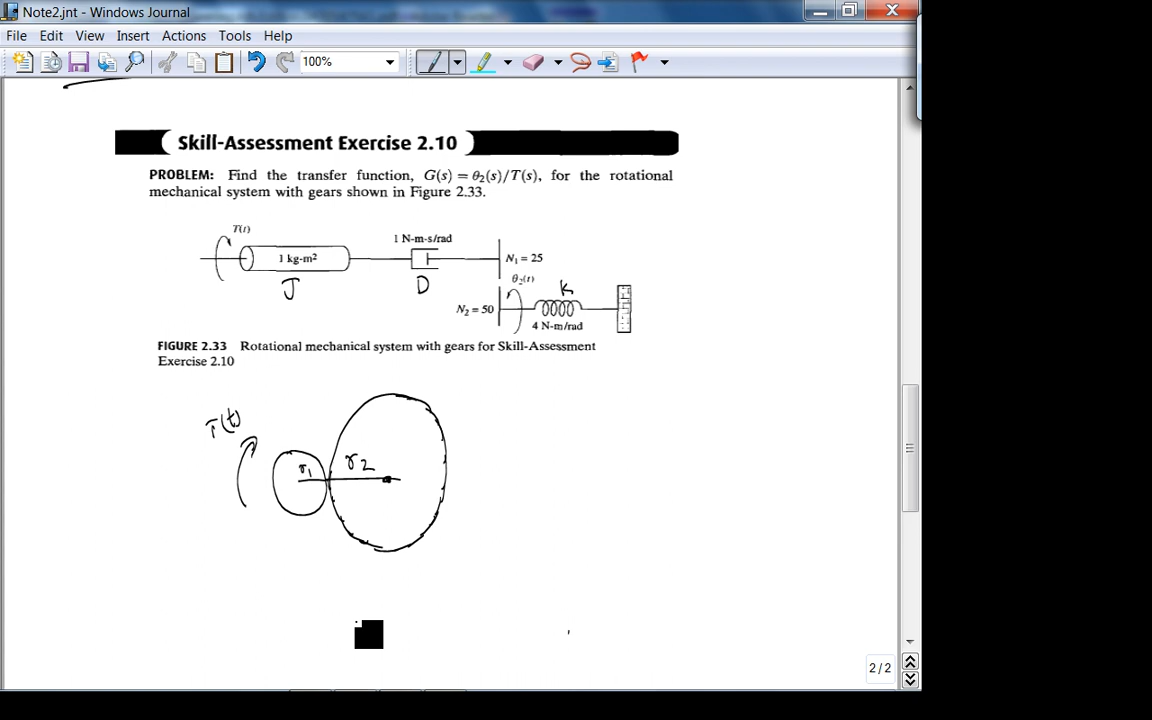 Note2.jnt - Windows Journal
File Edit View Insert Actions Tools Help
100%
Skill-Assessment Exercise 2.10
PROBLEM: Find the transfer function, G(s) = θ₂(s)/T(s), for the rotational
mechanical system with gears shown in Figure 2.33.
T(t)
1 N-m-s/rad
1 kg-m²
N₁ = 25
J
D
θ₂(t)
K
N₂ = 50
4 N-m/rad
FIGURE 2.33 Rotational mechanical system with gears for Skill-Assessment
Exercise 2.10
T(t)
r₁
r₂
2 / 2